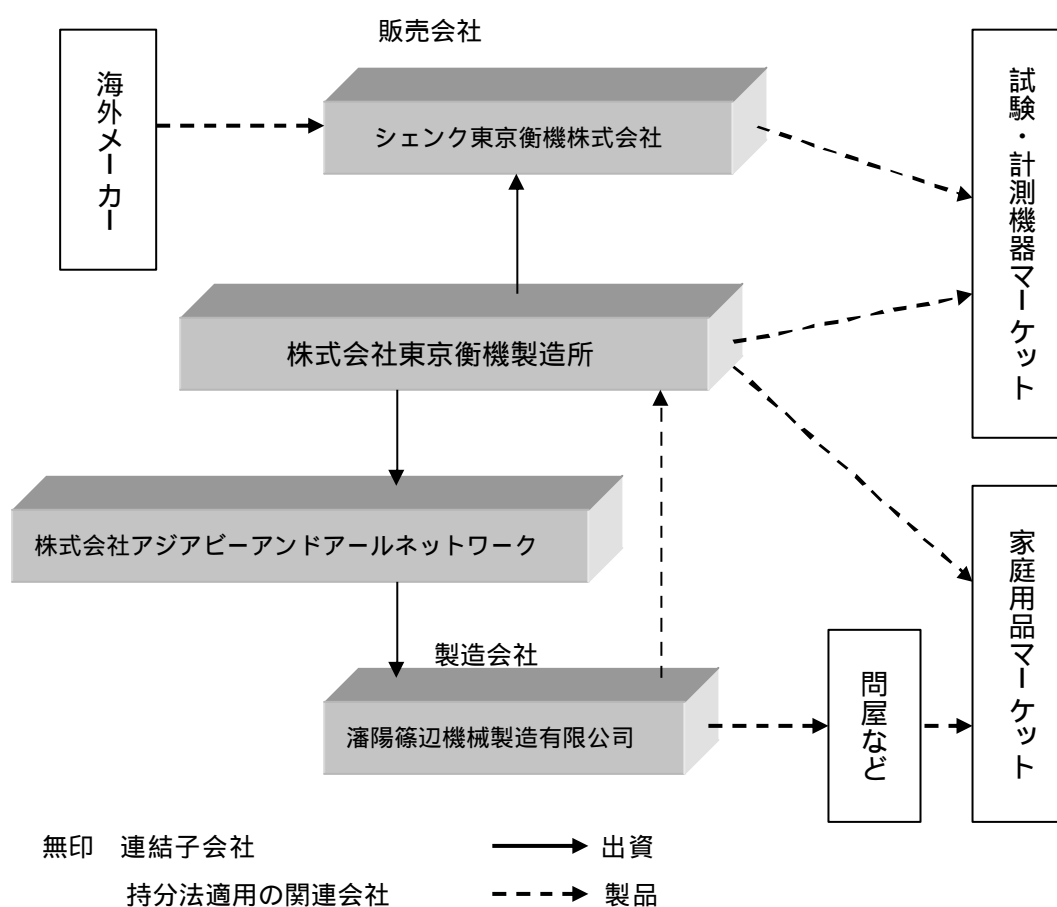 販売会社
海外メーカー
シェンク東京衡機株式会社
試験・計測機器マーケット
株式会社東京衡機製造所
株式会社アジアビーアンドアールネットワーク
製造会社
瀋陽篠辺機械製造有限公司
問屋など
家庭用品マーケット
無印 連結子会社
出資
持分法適用の関連会社
製品